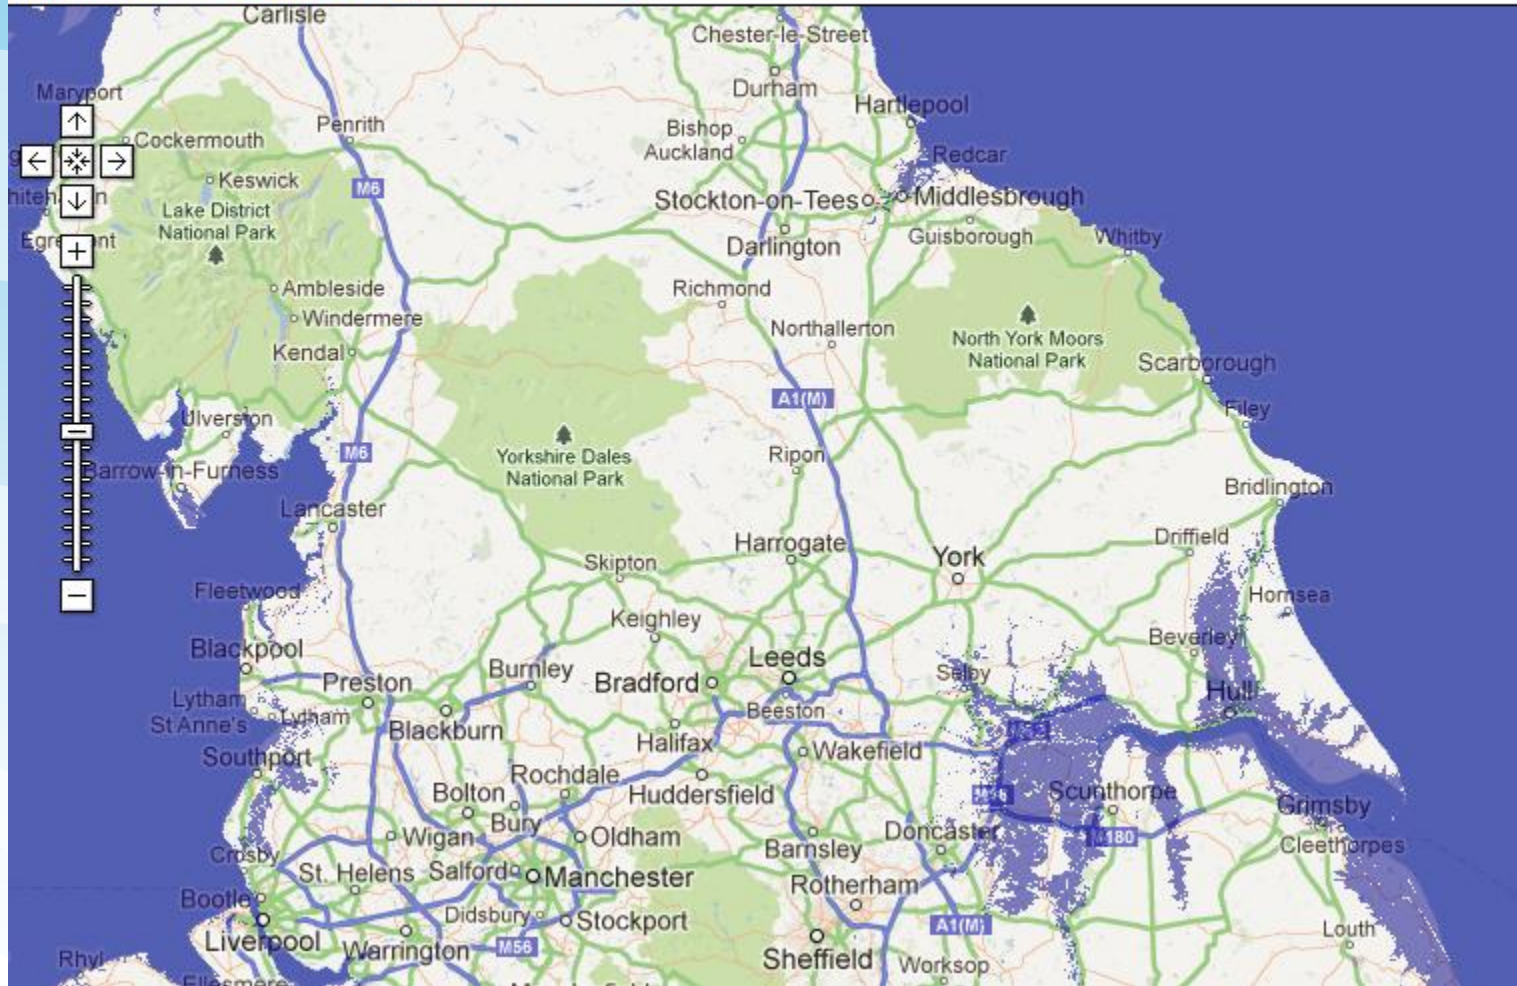 Carlisle
Chester-le-Street
Maryport
Durham
Hartlepool
Penrith
Bishop
Auckland
Cockermouth
Redcar
Keswick
M6
Stockton-on-Tees
Middlesbrough
Lake District
National Park
Guisborough
Whitby
Darlington
Ambleside
Richmond
Windermere
Northallerton
North York Moors
National Park
Kendal
Scarborough
A1(M)
Ulverston
Filey
M6
Yorkshire Dales
National Park
Ripon
Barrow-in-Furness
Bridlington
Lancaster
Harrogate
Driffield
York
Skipton
Fleetwood
Hornsea
Keighley
Beverley
Blackpool
Burnley
Leeds
Selby
Preston
Bradford
Hull
Lytham
St Anne's
Lytham
Beeston
Blackburn
Halifax
Wakefield
Southport
Rochdale
Bolton
Huddersfield
Scunthorpe
Grimsby
Bury
Wigan
Oldham
Doncaster
M180
Barnsley
Cleethorpes
Crosby
St. Helens
Salford
Manchester
Rotherham
Bootle
Didsbury
Stockport
A1(M)
Louth
Liverpool
Warrington
M56
Sheffield
Rhyl
Worksop